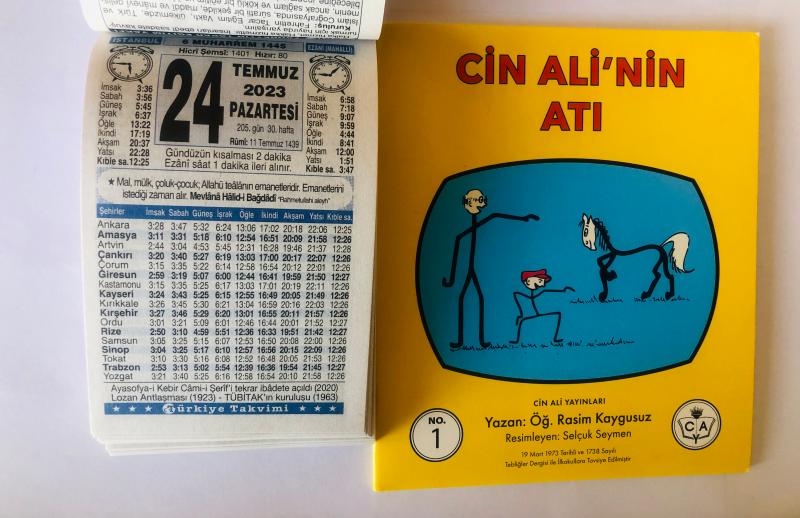 Kuruluş: Fahrettin Tacar Eğitim Vakfı, ülkemizde, Türk ve
İSTANBUL
6 MUHARREM 1445
EZÂNİ (MAHALLİ)
Hicrî Şemsî: 1401 Hızır: 80
24
TEMMUZ
2023
PAZARTESİ
205. gün 30. hafta
Rûmî: 11 Temmuz 1439
İmsak 3:36
Sabah 3:56
Güneş 5:45
İşrak 6:37
Öğle 13:22
İkindi 17:19
Akşam 20:37
Yatsı 22:28
Kıble sa. 12:25
İmsak 6:58
Sabah 7:18
Güneş 9:07
İşrak 9:59
Öğle 4:44
İkindi 8:41
Akşam 12:00
Yatsı 1:51
Kıble sa. 3:47
Gündüzün kısalması 2 dakika
Ezânî sâat 1 dakika ileri alınır.
★ Mal, mülk, çoluk-çocuk; Allahü teâlânın emanetleridir. Emanetlerini
istediği zaman alır. Mevlânâ Hâlid-i Bağdâdî "Rahmetullahi aleyh"
Şehirler İmsak Sabah Güneş İşrak Öğle İkindi Akşam Yatsı Kıble sa.
Ankara 3:28 3:47 5:32 6:24 13:06 17:02 20:18 22:06 12:25
Amasya 3:11 3:31 5:18 6:10 12:54 16:51 20:09 21:58 12:26
Artvin 2:44 3:04 4:53 5:45 12:31 16:28 19:46 21:37 12:28
Çankırı 3:20 3:40 5:27 6:19 13:03 17:00 20:17 22:07 12:26
Çorum 3:15 3:35 5:22 6:14 12:58 16:54 20:12 22:01 12:26
Giresun 2:59 3:19 5:07 6:00 12:44 16:41 19:59 21:50 12:27
Kastamonu 3:15 3:35 5:25 6:17 13:03 17:01 20:19 22:11 12:26
Kayseri 3:24 3:43 5:25 6:15 12:55 16:49 20:05 21:49 12:26
Kırıkkale 3:26 3:45 5:30 6:21 13:04 16:59 20:16 22:03 12:26
Kırşehir 3:27 3:46 5:29 6:20 13:01 16:55 20:11 21:57 12:26
Ordu 3:01 3:21 5:09 6:01 12:46 16:44 20:01 21:52 12:27
Rize 2:50 3:10 4:59 5:51 12:36 16:33 19:51 21:42 12:27
Samsun 3:05 3:25 5:15 6:07 12:53 16:50 20:08 22:00 12:26
Sinop 3:04 3:25 5:17 6:10 12:57 16:56 20:15 22:09 12:26
Tokat 3:10 3:30 5:16 6:08 12:52 16:48 20:05 21:53 12:26
Trabzon 2:53 3:13 5:02 5:54 12:39 16:36 19:54 21:45 12:27
Yozgat 3:21 3:40 5:25 6:16 12:58 16:54 20:10 21:58 12:26
Ayasofya-i Kebir Câmi-i Şerîf'i tekrar ibâdete açıldı (2020)
Lozan Antlaşması (1923) - TÜBİTAK'ın kuruluşu (1963)
★ ★ ★ Türkiye Takvimi ★ ★ ★
CİN ALİ'NİN
ATI
CİN ALİ YAYINLARI
NO.
1
Yazan: Öğ. Rasim Kaygusuz
Resimleyen: Selçuk Seymen
19 Mart 1973 Tarihli ve 1738 Sayılı
Tebliğler Dergisi ile İlkokullara Tavsiye Edilmiştir
C A
Y